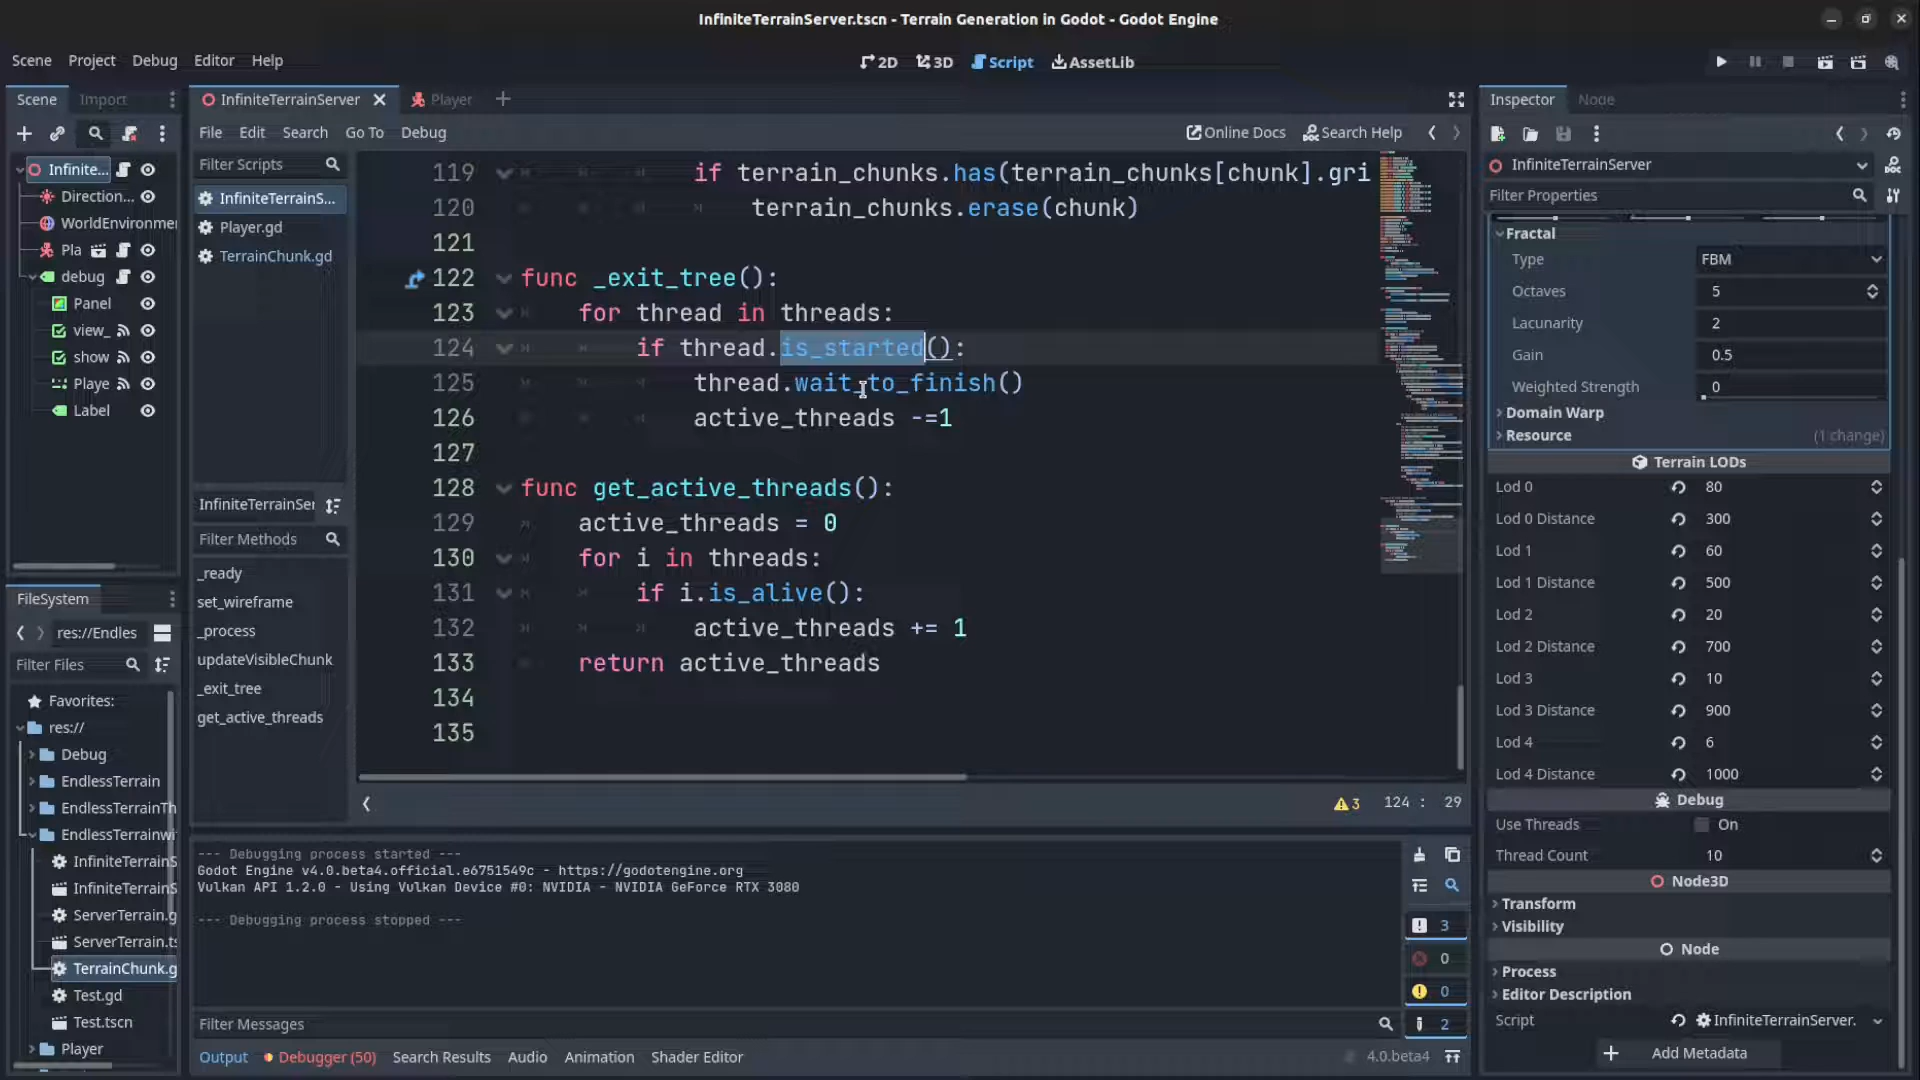 InfiniteTerrainServer.tscn - Terrain Generation in Godot - Godot Engine
Scene Project Debug Editor Help
2D 3D Script AssetLib
Scene Import
Infinite...
Direction...
WorldEnvironme
Pla
debug
Panel
view_
show
Playe
Label
FileSystem
res://Endles
Filter Files
Favorites:
res://
Debug
EndlessTerrain
EndlessTerrainTh
EndlessTerrainwi
InfiniteTerrainS
InfiniteTerrainS
ServerTerrain.g
ServerTerrain.ts
TerrainChunk.g
Test.gd
Test.tscn
Player
InfiniteTerrainServer Player
File Edit Search Go To Debug
Online Docs Search Help
Filter Scripts
InfiniteTerrainS...
Player.gd
TerrainChunk.gd
InfiniteTerrainSer
Filter Methods
_ready
set_wireframe
_process
updateVisibleChunk
_exit_tree
get_active_threads
119 if terrain_chunks.has(terrain_chunks[chunk].gri
120 terrain_chunks.erase(chunk)
121
122 func _exit_tree():
123 for thread in threads:
124 if thread.is_started():
125 thread.wait_to_finish()
126 active_threads -=1
127
128 func get_active_threads():
129 active_threads = 0
130 for i in threads:
131 if i.is_alive():
132 active_threads += 1
133 return active_threads
134
135
3 124 : 29
--- Debugging process started ---
Godot Engine v4.0.beta4.official.e6751549c - https://godotengine.org
Vulkan API 1.2.0 - Using Vulkan Device #0: NVIDIA - NVIDIA GeForce RTX 3080
--- Debugging process stopped ---
3
0
0
2
Filter Messages
Output Debugger (50) Search Results Audio Animation Shader Editor
4.0.beta4
Inspector Node
InfiniteTerrainServer
Filter Properties
Fractal
Type FBM
Octaves 5
Lacunarity 2
Gain 0.5
Weighted Strength 0
Domain Warp
Resource (1 change)
Terrain LODs
Lod 0 80
Lod 0 Distance 300
Lod 1 60
Lod 1 Distance 500
Lod 2 20
Lod 2 Distance 700
Lod 3 10
Lod 3 Distance 900
Lod 4 6
Lod 4 Distance 1000
Debug
Use Threads On
Thread Count 10
Node3D
Transform
Visibility
Node
Process
Editor Description
Script InfiniteTerrainServer.
Add Metadata